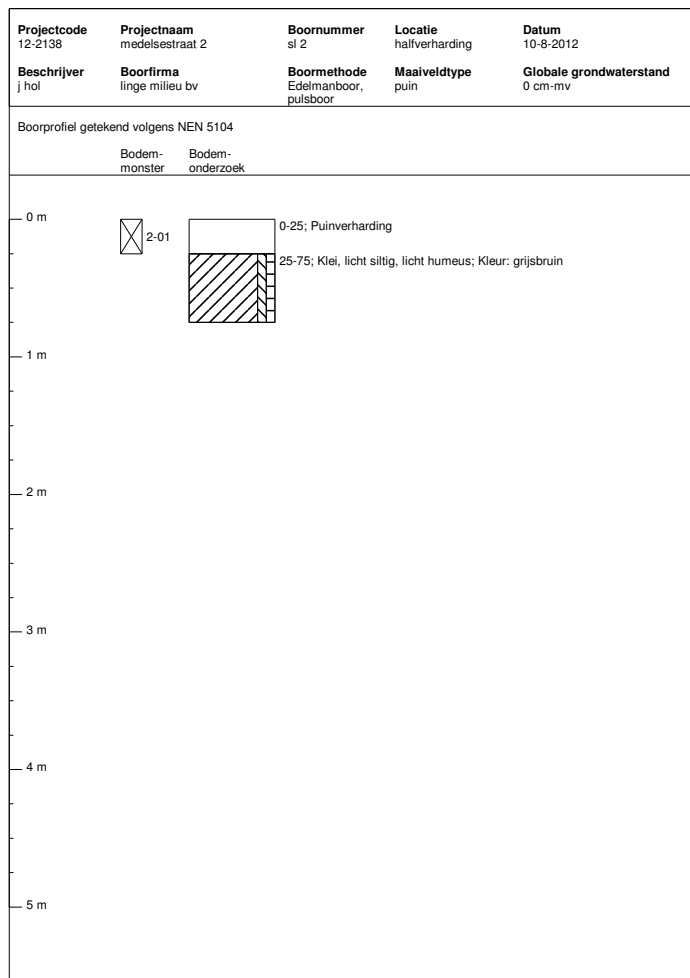 Projectcode Projectnaam Boornummer Locatie Datum
12-2138 medelsestraat 2 sl 2 halfverharding 10-8-2012
Beschrijver Boorfirma Boormethode Maaiveldtype Globale grondwaterstand
j hol linge milieu bv Edelmanboor, puin 0 cm-mv
pulsboor
Boorprofiel getekend volgens NEN 5104
Bodem- Bodem-
monster onderzoek
0 m
0-25; Puinverharding
2-01
25-75; Klei, licht siltig, licht humeus; Kleur: grijsbruin
1 m
2 m
3 m
4 m
5 m